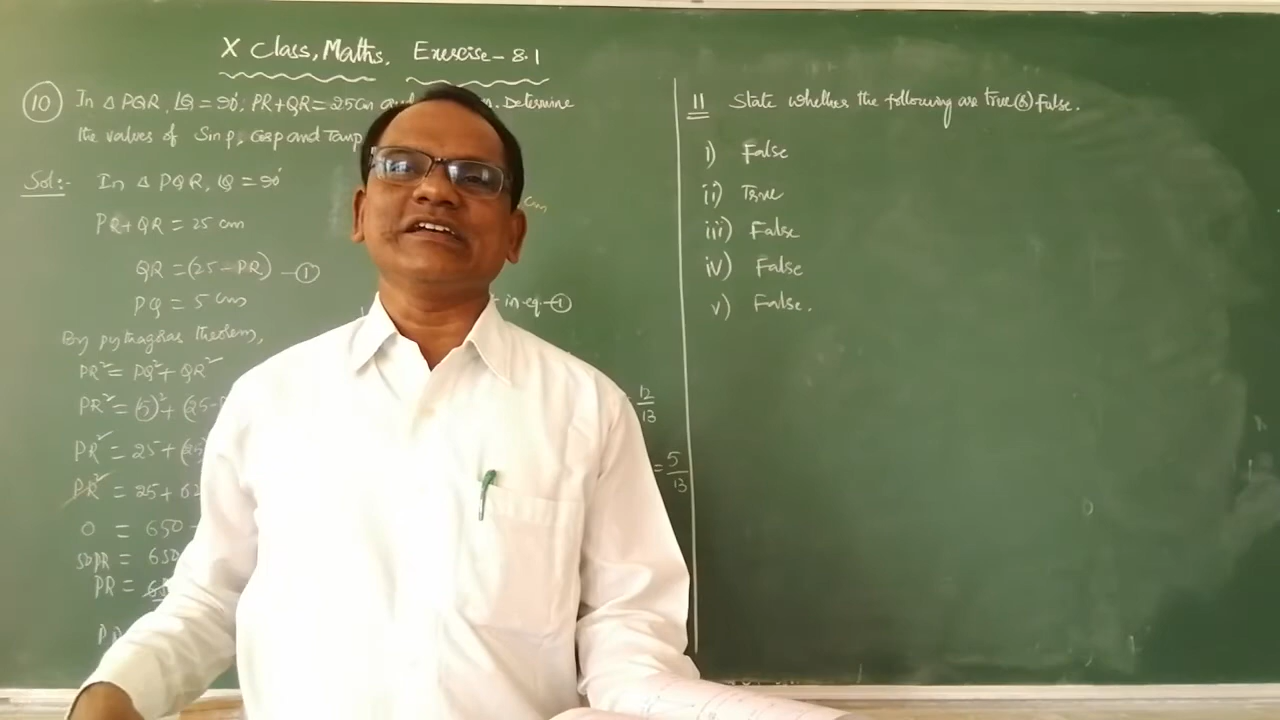 X Class, Maths, Exercise - 8.1
10 In △ PQR, ∠Q = 90°, PR+QR = 25cm and Determine
the values of Sin p, Cos p and Tan p
Sol:- In △ PQR, ∠Q = 90°
cm
PR+QR = 25 cm
QR = (25-PR) - ①
PQ = 5 cm
in eq. ①
By pythagoras theorem,
PR² = PQ² + QR²
PR² = (5)² + (25-P
12/13
PR² = 25 + (25)²
= 5/13
PR² = 25 + 62
0 = 650 -
50PR = 650
PR = 65
11 State whether the following are true (or) False.
i) False
ii) True
iii) False
iv) False
v) False.